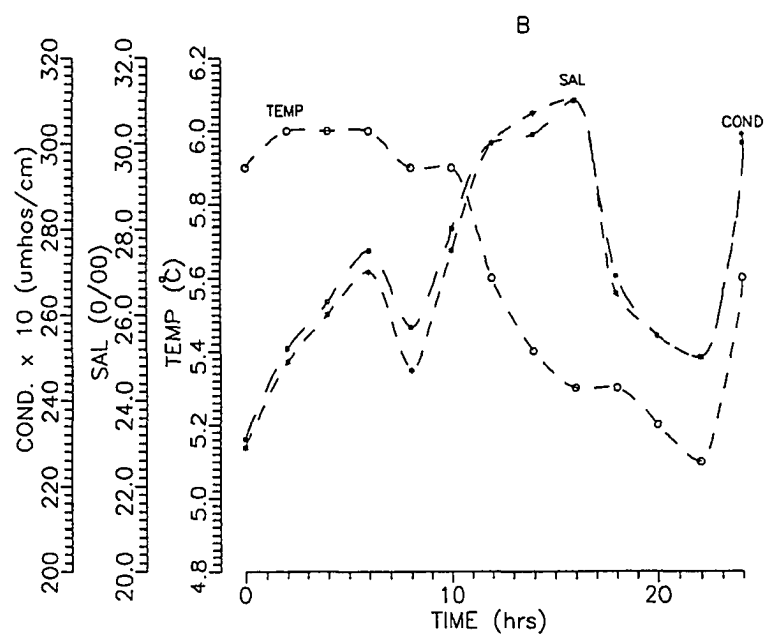 B
COND. x 10 (umhos/cm)
200 220 240 260 280 300 320
SAL (0/00)
20.0 22.0 24.0 26.0 28.0 30.0 32.0
TEMP (°C)
4.8 5.0 5.2 5.4 5.6 5.8 6.0 6.2
TEMP
SAL
COND
0 10 20
TIME (hrs)